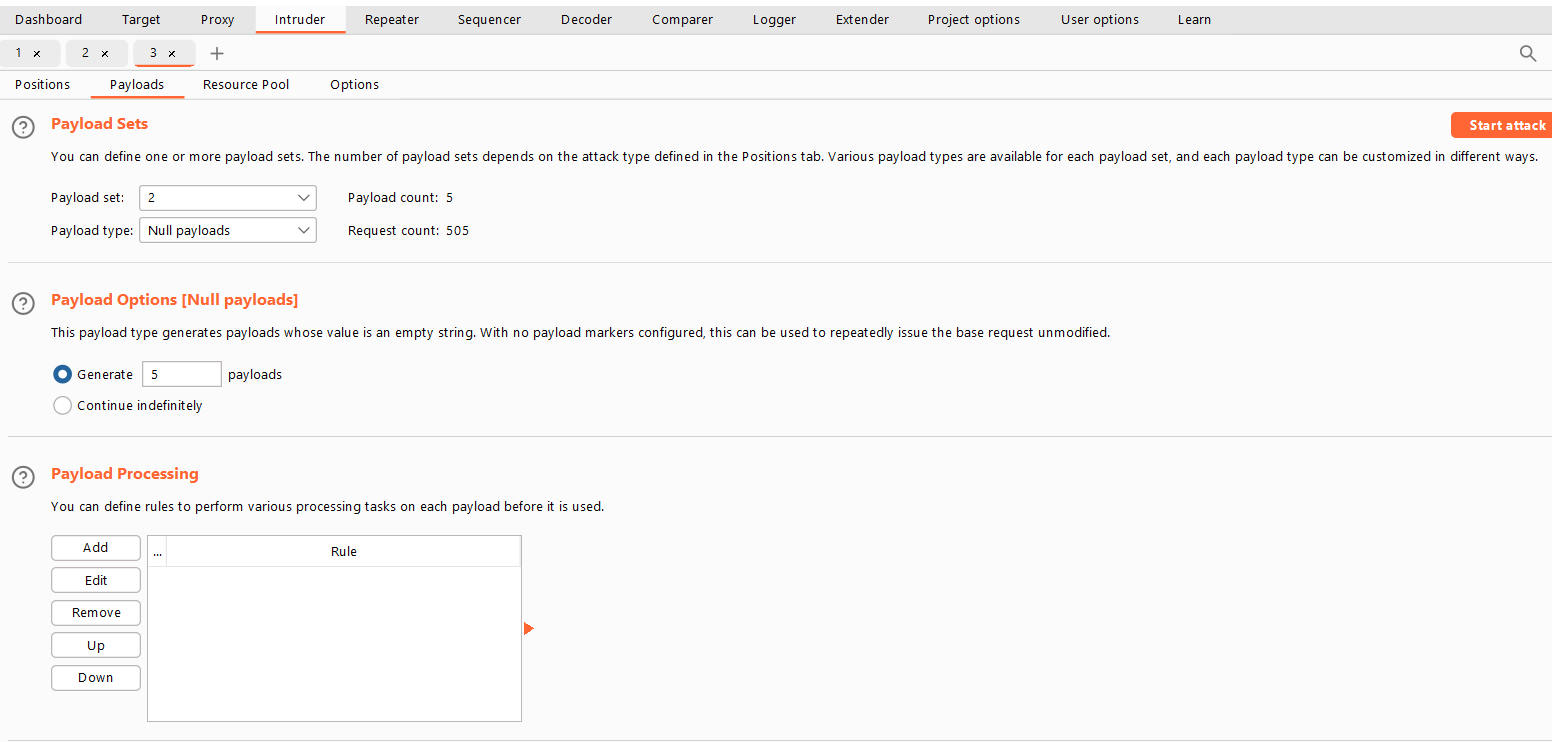 Dashboard Target Proxy Intruder Repeater Sequencer Decoder Comparer Logger Extender Project options User options Learn
1 × 2 × 3 × +
Positions Payloads Resource Pool Options
? Payload Sets Start attack
You can define one or more payload sets. The number of payload sets depends on the attack type defined in the Positions tab. Various payload types are available for each payload set, and each payload type can be customized in different ways.
Payload set: 2 Payload count: 5
Payload type: Null payloads Request count: 505
? Payload Options [Null payloads]
This payload type generates payloads whose value is an empty string. With no payload markers configured, this can be used to repeatedly issue the base request unmodified.
Generate 5 payloads
Continue indefinitely
? Payload Processing
You can define rules to perform various processing tasks on each payload before it is used.
Add ... Rule
Edit
Remove
Up
Down